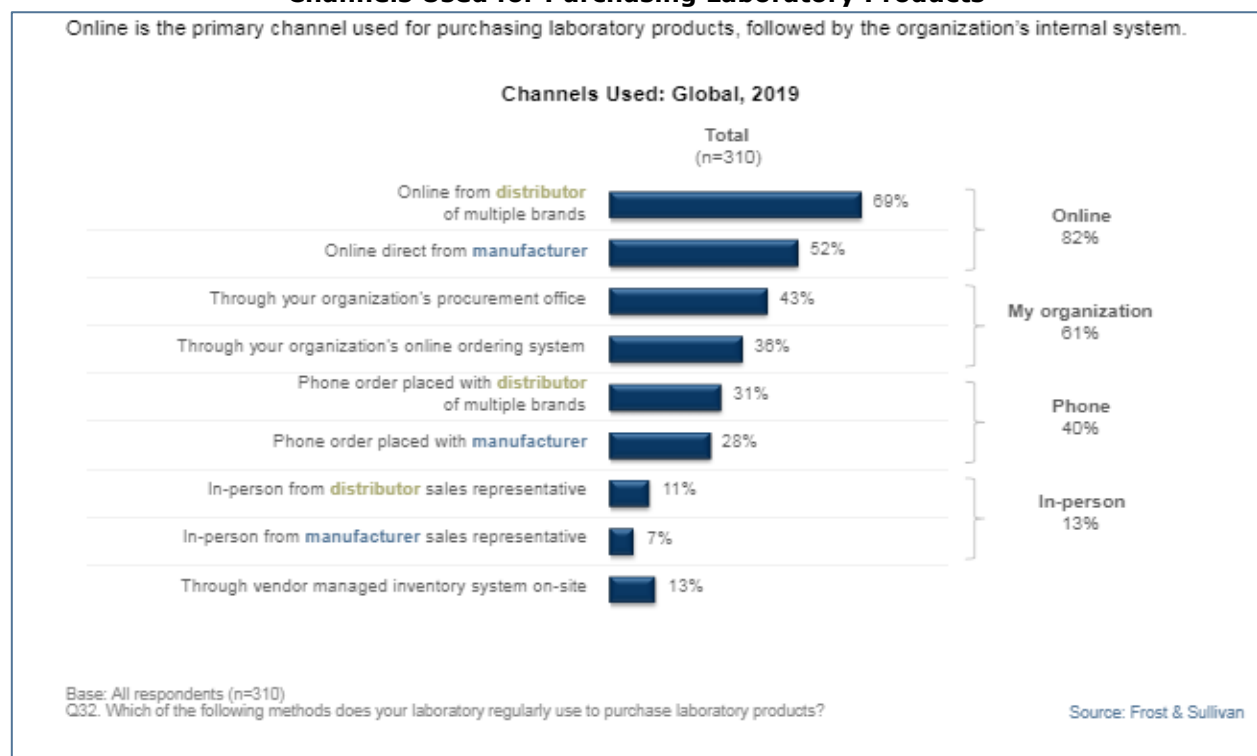 Channels Used for Purchasing Laboratory Products
Online is the primary channel used for purchasing laboratory products, followed by the organization's internal system.
Channels Used: Global, 2019
Total
(n=310)
Online from distributor
of multiple brands
69%
Online direct from manufacturer
52%
Online
82%
Through your organization's procurement office
43%
Through your organization's online ordering system
36%
My organization
61%
Phone order placed with distributor
of multiple brands
31%
Phone order placed with manufacturer
28%
Phone
40%
In-person from distributor sales representative
11%
In-person from manufacturer sales representative
7%
In-person
13%
Through vendor managed inventory system on-site
13%
Base: All respondents (n=310)
Q32. Which of the following methods does your laboratory regularly use to purchase laboratory products?
Source: Frost & Sullivan